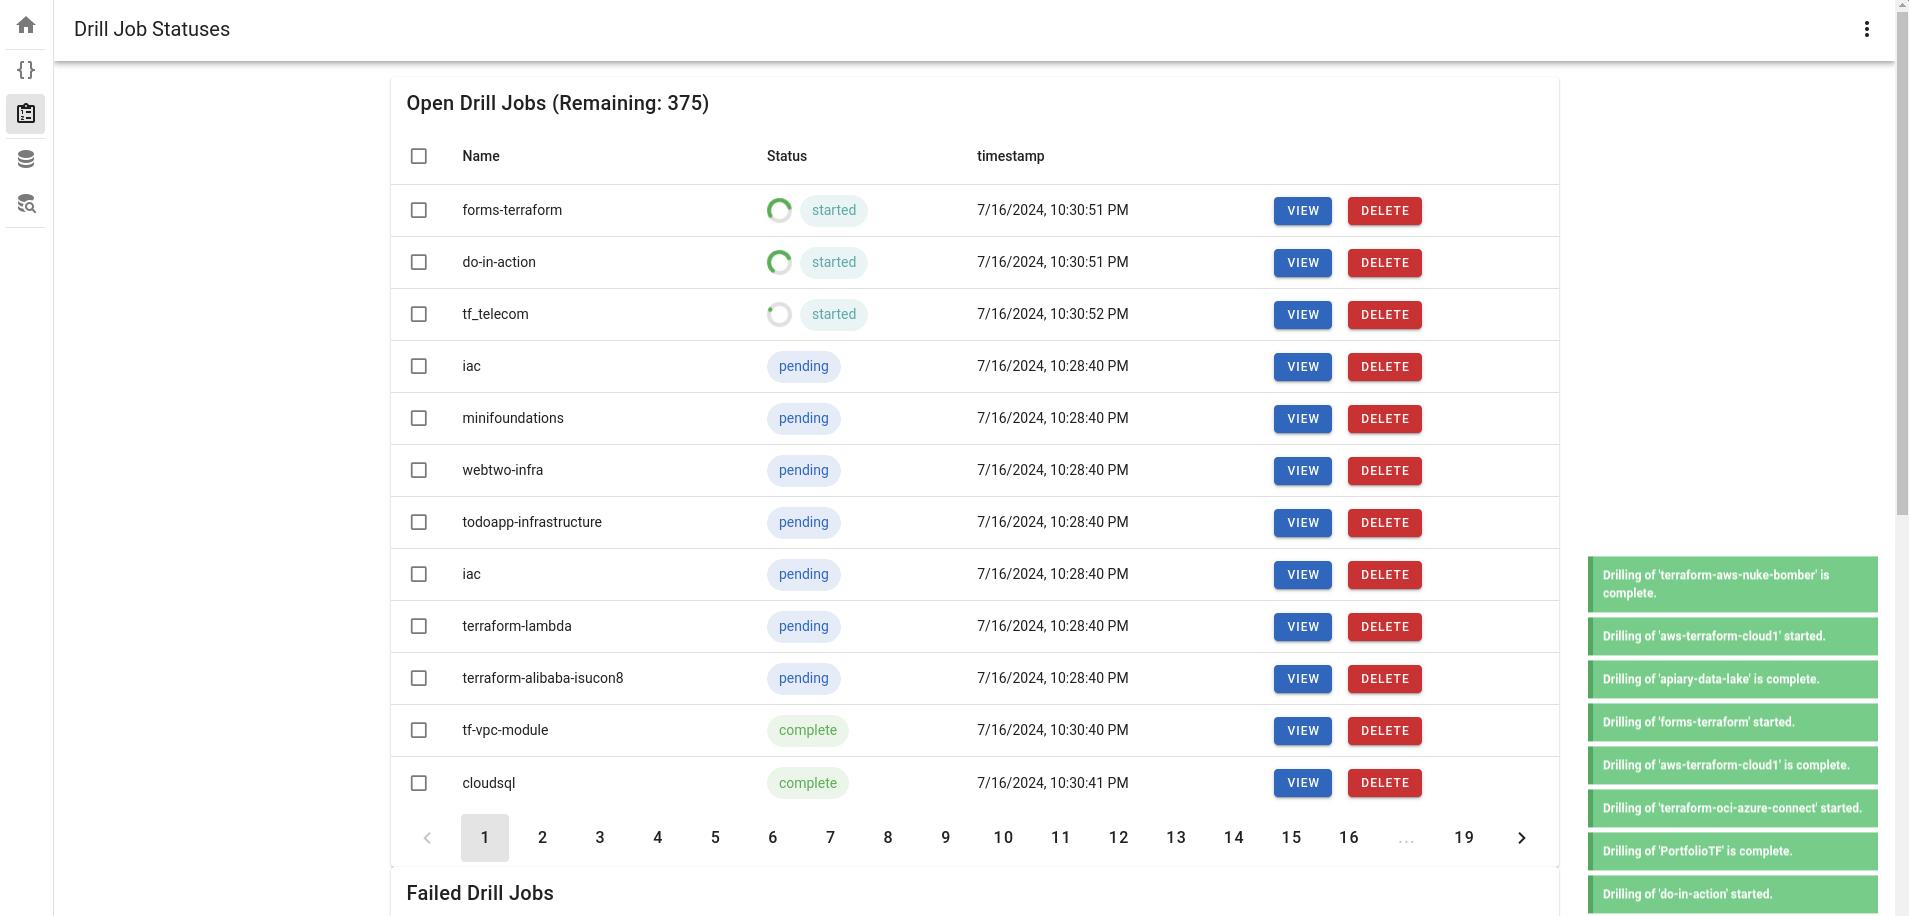 Drill Job Statuses
Open Drill Jobs (Remaining: 375)
Name Status timestamp
forms-terraform started 7/16/2024, 10:30:51 PM VIEW DELETE
do-in-action started 7/16/2024, 10:30:51 PM VIEW DELETE
tf_telecom started 7/16/2024, 10:30:52 PM VIEW DELETE
iac pending 7/16/2024, 10:28:40 PM VIEW DELETE
minifoundations pending 7/16/2024, 10:28:40 PM VIEW DELETE
webtwo-infra pending 7/16/2024, 10:28:40 PM VIEW DELETE
todoapp-infrastructure pending 7/16/2024, 10:28:40 PM VIEW DELETE
iac pending 7/16/2024, 10:28:40 PM VIEW DELETE
terraform-lambda pending 7/16/2024, 10:28:40 PM VIEW DELETE
terraform-alibaba-isucon8 pending 7/16/2024, 10:28:40 PM VIEW DELETE
tf-vpc-module complete 7/16/2024, 10:30:40 PM VIEW DELETE
cloudsql complete 7/16/2024, 10:30:41 PM VIEW DELETE
1 2 3 4 5 6 7 8 9 10 11 12 13 14 15 16 ... 19
Failed Drill Jobs
Drilling of 'terraform-aws-nuke-bomber' is
complete.
Drilling of 'aws-terraform-cloud1' started.
Drilling of 'apiary-data-lake' is complete.
Drilling of 'forms-terraform' started.
Drilling of 'aws-terraform-cloud1' is complete.
Drilling of 'terraform-oci-azure-connect' started.
Drilling of 'PortfolioTF' is complete.
Drilling of 'do-in-action' started.